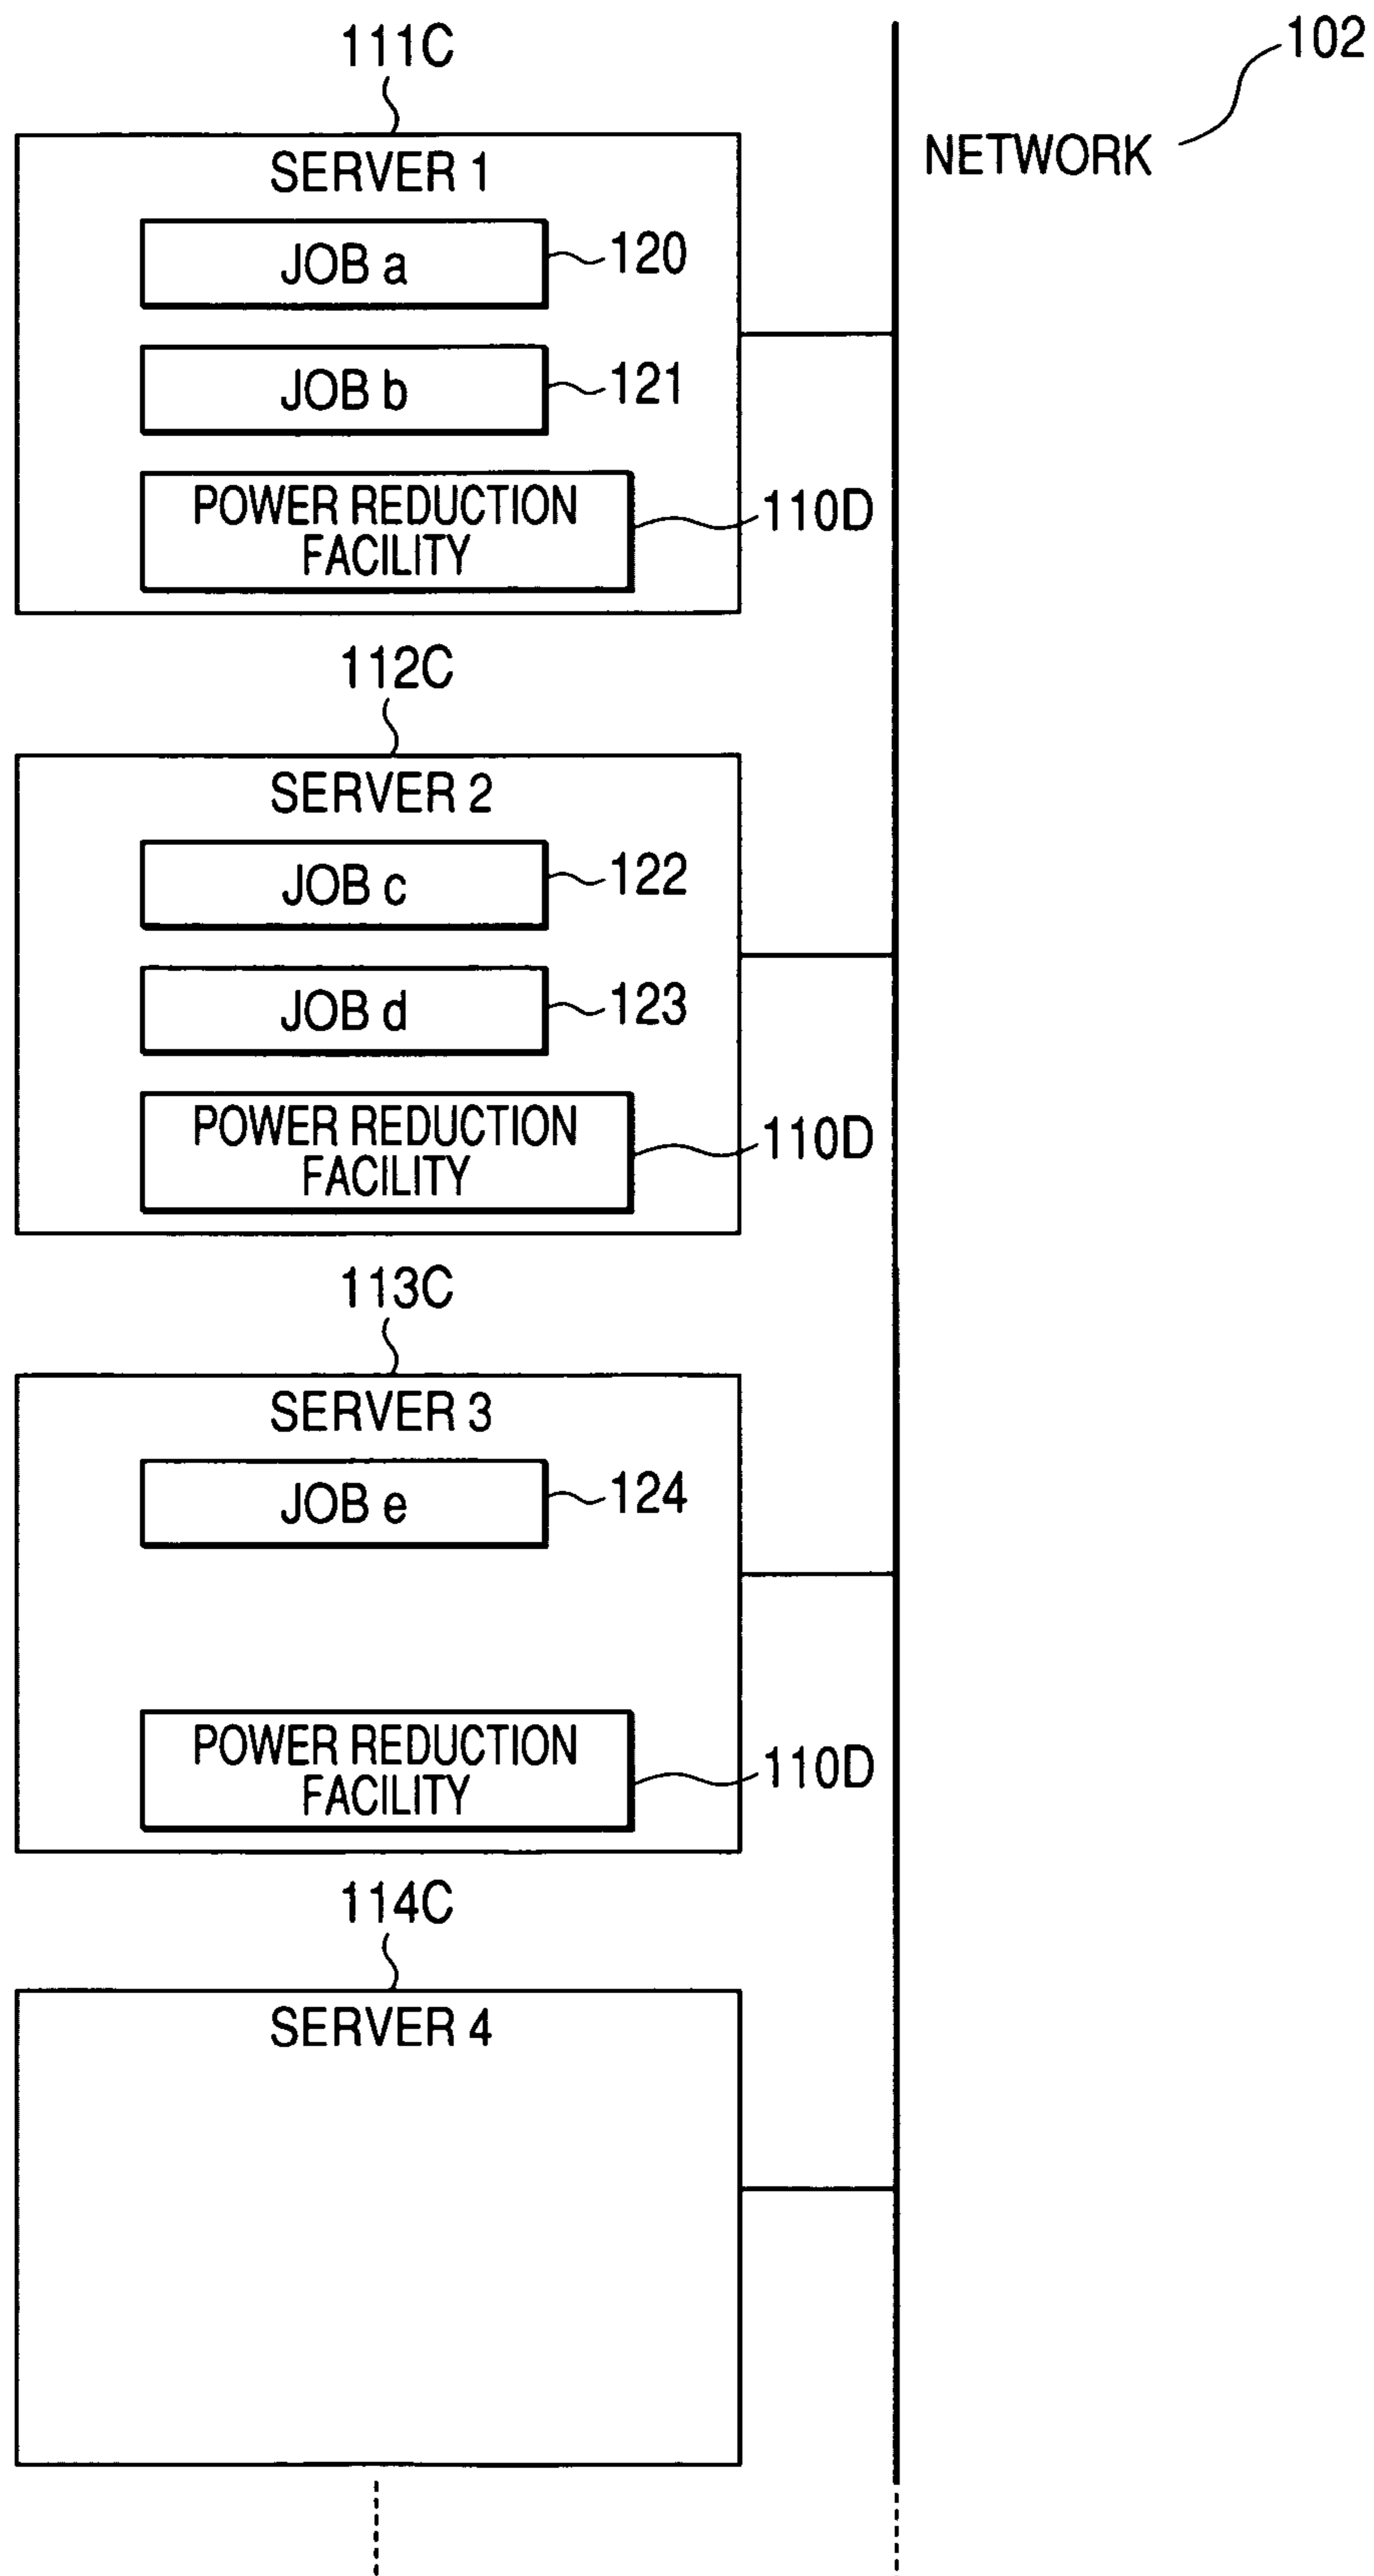 111C
102
NETWORK
SERVER 1
JOB a
120
JOB b
121
POWER REDUCTION
FACILITY
110D
112C
SERVER 2
JOB c
122
JOB d
123
POWER REDUCTION
FACILITY
110D
113C
SERVER 3
JOB e
124
POWER REDUCTION
FACILITY
110D
114C
SERVER 4